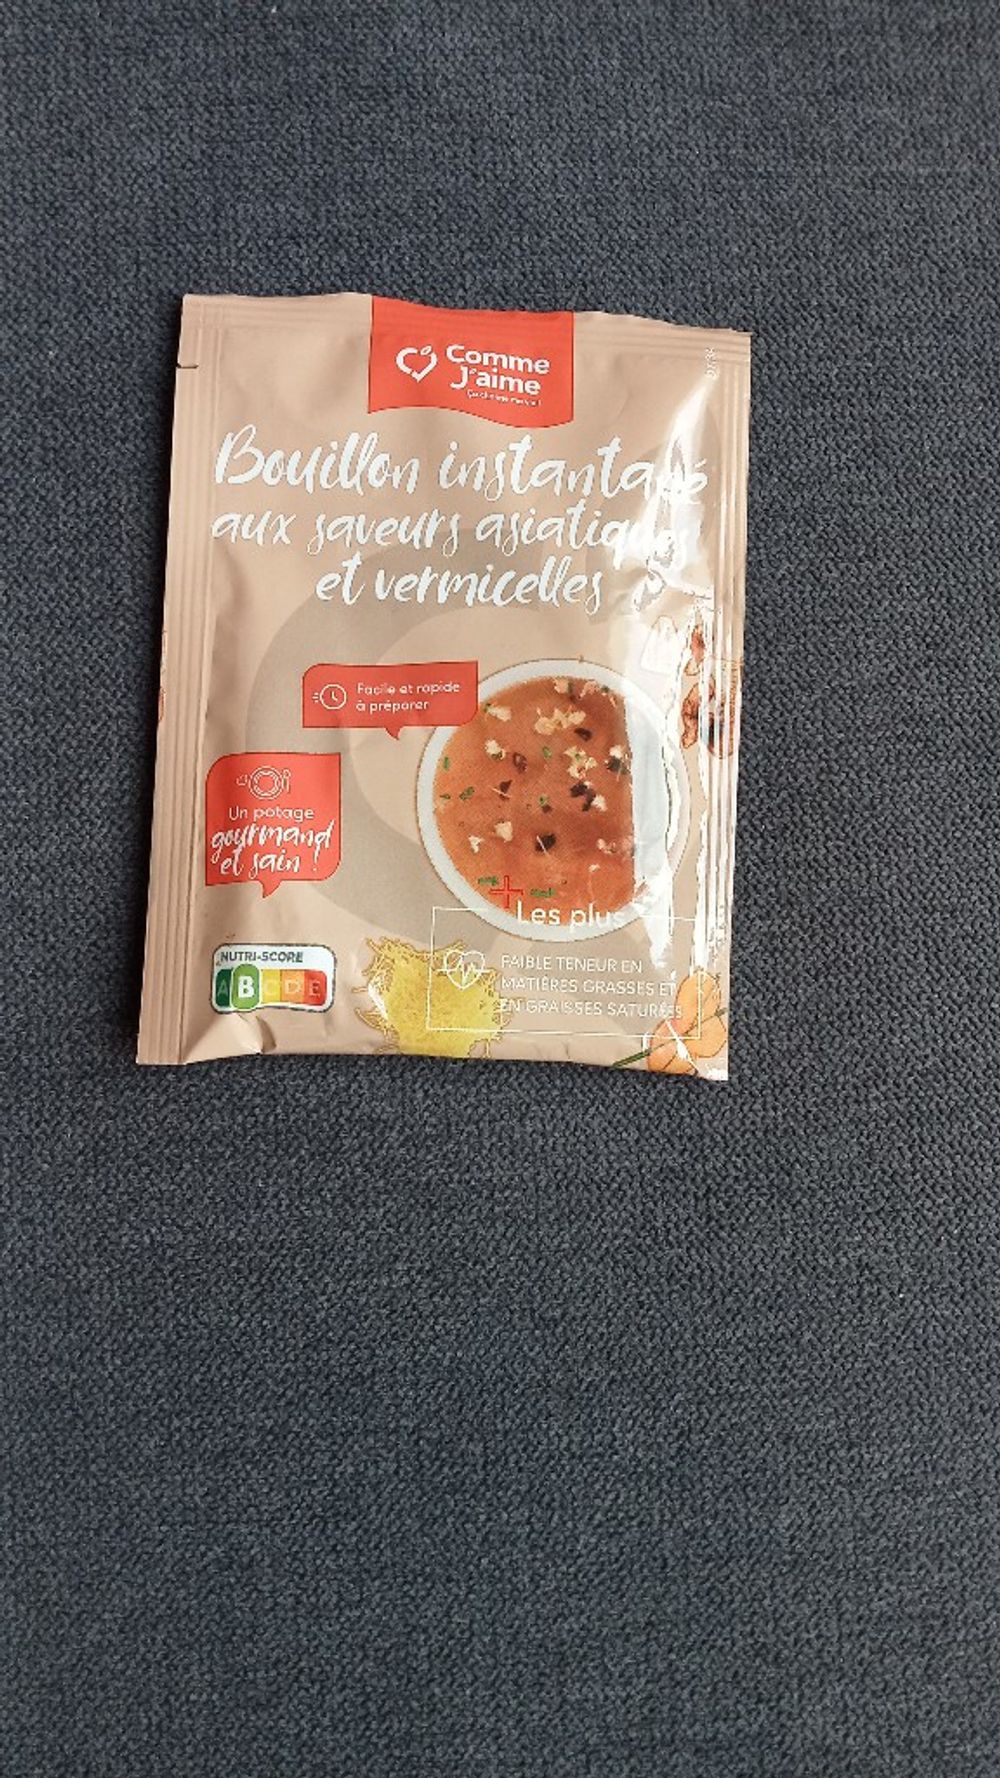 Comme
J'aime
Bouillon instantané
aux saveurs asiatiques
et vermicelles
Facile et rapide
à préparer
Un potage
gourmand
et sain !
NUTRI-SCORE
A B C D E
Les plus
FAIBLE TENEUR EN
MATIÈRES GRASSES ET
EN GRAISSES SATURÉES